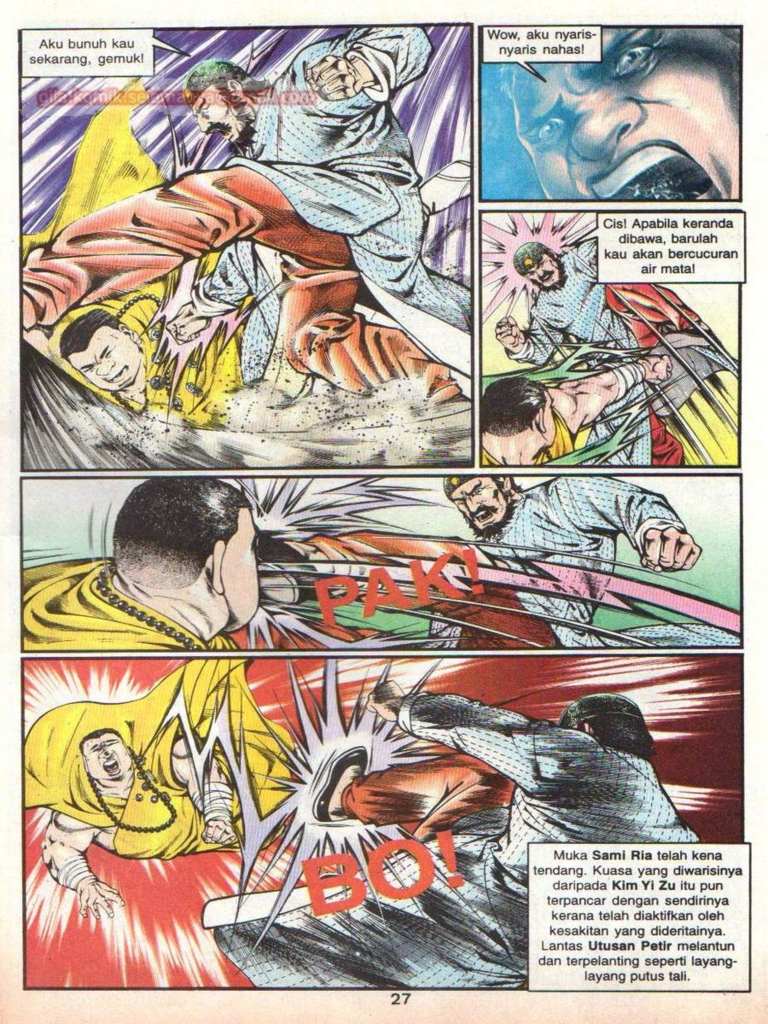 Aku bunuh kau
sekarang, gemuk!
Wow, aku nyaris-
nyaris nahas!
Cis! Apabila keranda
dibawa, barulah
kau akan bercucuran
air mata!
PAK!
BO!
Muka Sami Ria telah kena
tendang. Kuasa yang diwarisinya
daripada Kim Yi Zu itu pun
terpancar dengan sendirinya
kerana telah diaktifkan oleh
kesakitan yang dideritainya.
Lantas Utusan Petir melantun
dan terpelanting seperti layang-
layang putus tali.
27